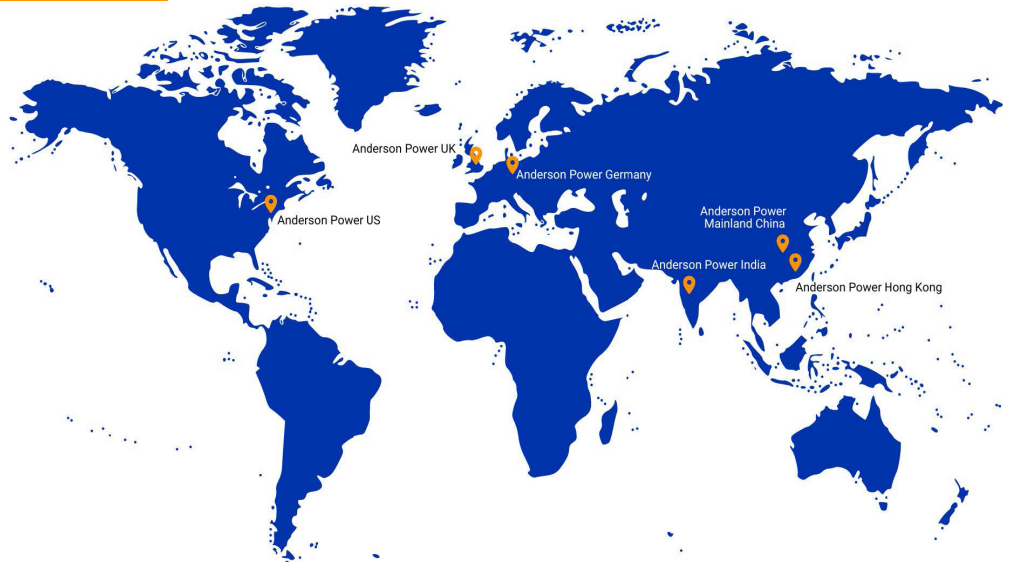 Anderson Power UK
Anderson Power Germany
Anderson Power US
Anderson Power
Mainland China
Anderson Power India
Anderson Power Hong Kong